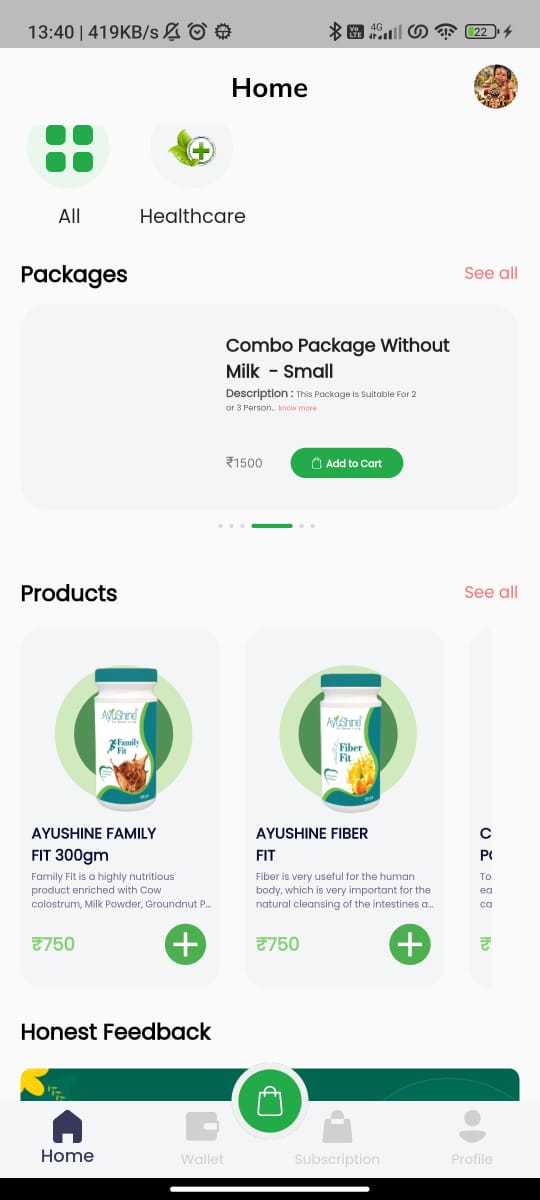 13:40 | 419KB/s
Vo
LTE
4G
22
Home
All
Healthcare
Packages
See all
Combo Package Without
Milk - Small
Description : This Package Is Suitable For 2
or 3 Person.. know more
₹1500
Add to Cart
Products
See all
AyuShine
Family
Fit
AyuShine
Fiber
Fit
AYUSHINE FAMILY
FIT 300gm
AYUSHINE FIBER
FIT
C
Family Fit is a highly nutritious
product enriched with Cow
colostrum, Milk Powder, Groundnut P...
Fiber is very useful for the human
body, which is very important for the
natural cleansing of the intestines a...
To
ea
ca
₹750
₹750
₹
Honest Feedback
Home
Wallet
Subscription
Profile